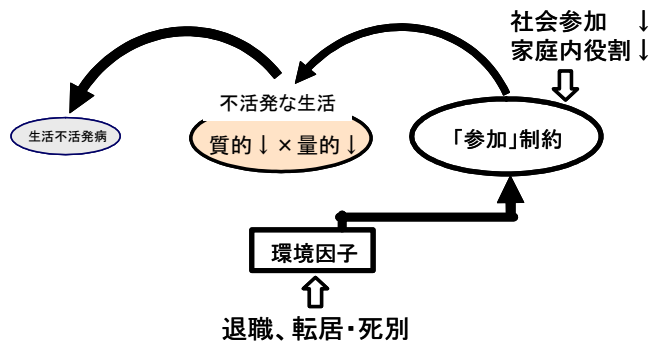 社会参加 ↓
家庭内役割↓
不活発な生活
質的↓×量的↓
生活不活発病
「参加」制約
環境因子
退職、転居・死別